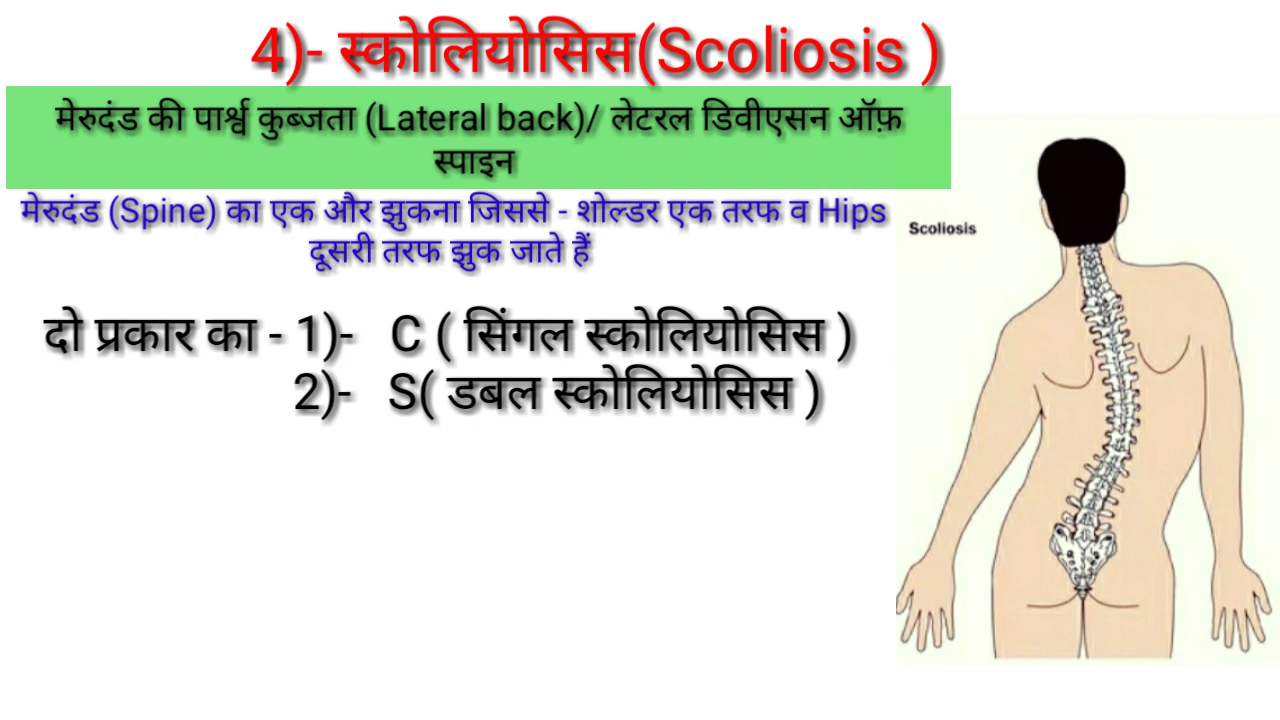 4)- स्कोलियोसिस(Scoliosis )
मेरुदंड की पार्श्व कुब्जता (Lateral back)/ लेटरल डिवीएसन ऑफ़
स्पाइन
मेरुदंड (Spine) का एक और झुकना जिससे - शोल्डर एक तरफ व Hips
दूसरी तरफ झुक जाते हैं
Scoliosis
दो प्रकार का - 1)- C ( सिंगल स्कोलियोसिस )
2)- S( डबल स्कोलियोसिस )